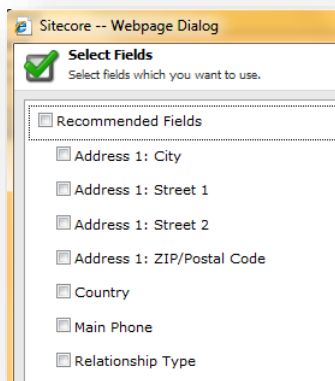 Sitecore -- Webpage Dialog
Select Fields
Select fields which you want to use.
Recommended Fields
Address 1: City
Address 1: Street 1
Address 1: Street 2
Address 1: ZIP/Postal Code
Country
Main Phone
Relationship Type